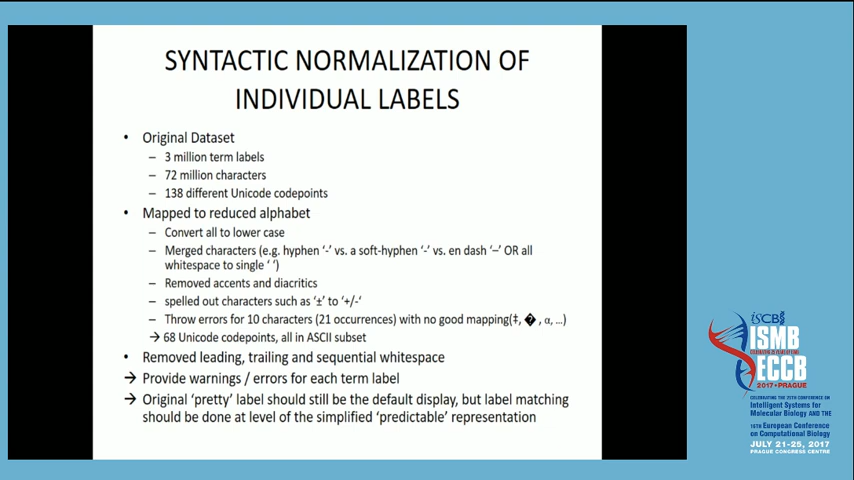 SYNTACTIC NORMALIZATION OF
INDIVIDUAL LABELS
• Original Dataset
– 3 million term labels
– 72 million characters
– 138 different Unicode codepoints
• Mapped to reduced alphabet
– Convert all to lower case
– Merged characters (e.g. hyphen ‘-’ vs. a soft-hyphen ‘-’ vs. en dash ‘–’ OR all
whitespace to single ‘ ‘)
– Removed accents and diacritics
– spelled out characters such as ‘±’ to ‘+/-‘
– Throw errors for 10 characters (21 occurrences) with no good mapping(‡, �, α, …)
→ 68 Unicode codepoints, all in ASCII subset
• Removed leading, trailing and sequential whitespace
→ Provide warnings / errors for each term label
→ Original ‘pretty’ label should still be the default display, but label matching
should be done at level of the simplified ‘predictable’ representation
iSCB
ISMB
ECCB
2017 • PRAGUE
CELEBRATING THE 25TH CONFERENCE ON
Intelligent Systems for
Molecular Biology AND THE
16TH European Conference
on Computational Biology
JULY 21-25, 2017
PRAGUE CONGRESS CENTRE